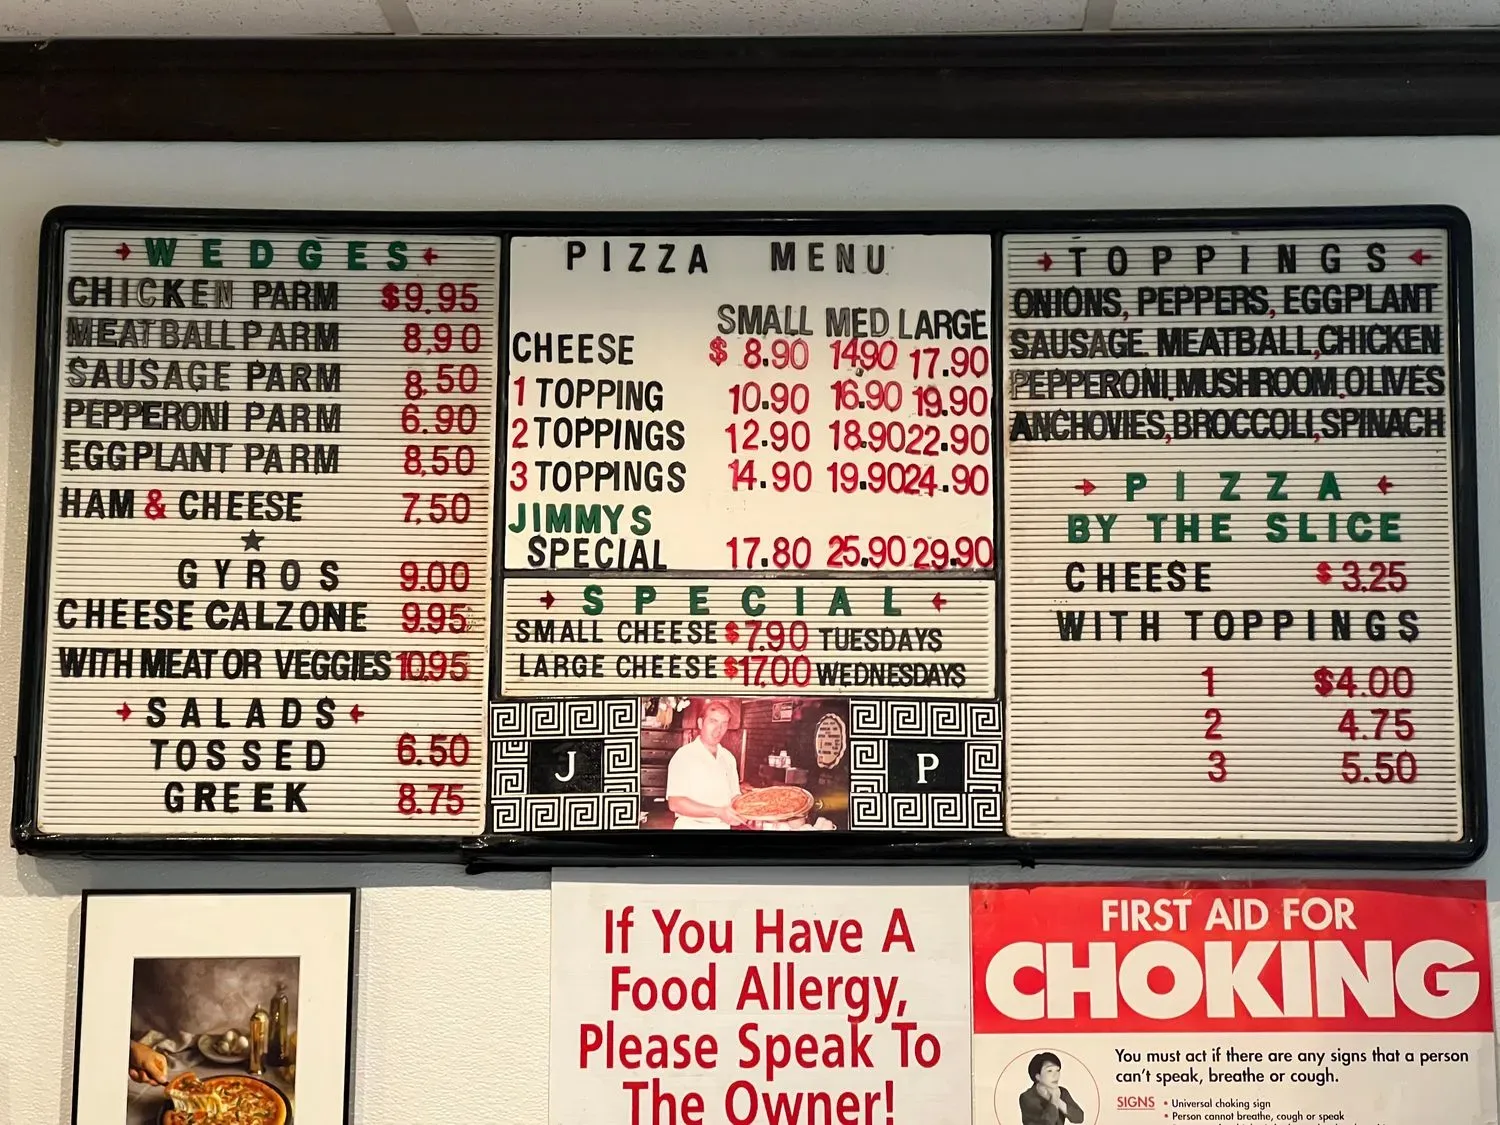 WEDGES
CHICKEN PARM $9.95
MEATBALL PARM 8,90
SAUSAGE PARM 8.50
PEPPERONI PARM 6.90
EGGPLANT PARM 8,50
HAM & CHEESE 7,50
GYROS 9.00
CHEESE CALZONE 9.95
WITH MEAT OR VEGGIES 10.95
SALADS
TOSSED 6.50
GREEK 8.75
PIZZA MENU
SMALL MED LARGE
CHEESE $ 8.90 14.90 17.90
1 TOPPING 10.90 16.90 19.90
2 TOPPINGS 12.90 18.90 22.90
3 TOPPINGS 14.90 19.90 24.90
JIMMYS
SPECIAL 17.80 25.90 29.90
SPECIAL
SMALL CHEESE $7.90 TUESDAYS
LARGE CHEESE $17.00 WEDNESDAYS
J P
TOPPINGS
ONIONS, PEPPERS, EGGPLANT
SAUSAGE. MEATBALL,CHICKEN
PEPPERONI,MUSHROOM,OLIVES
ANCHOVIES,BROCCOLI,SPINACH
PIZZA
BY THE SLICE
CHEESE $3.25
WITH TOPPINGS
1 $4.00
2 4.75
3 5.50
If You Have A
Food Allergy,
Please Speak To
The Owner!
FIRST AID FOR
CHOKING
You must act if there are any signs that a person
can't speak, breathe or cough.
SIGNS • Universal choking sign
• Person cannot breathe, cough or speak